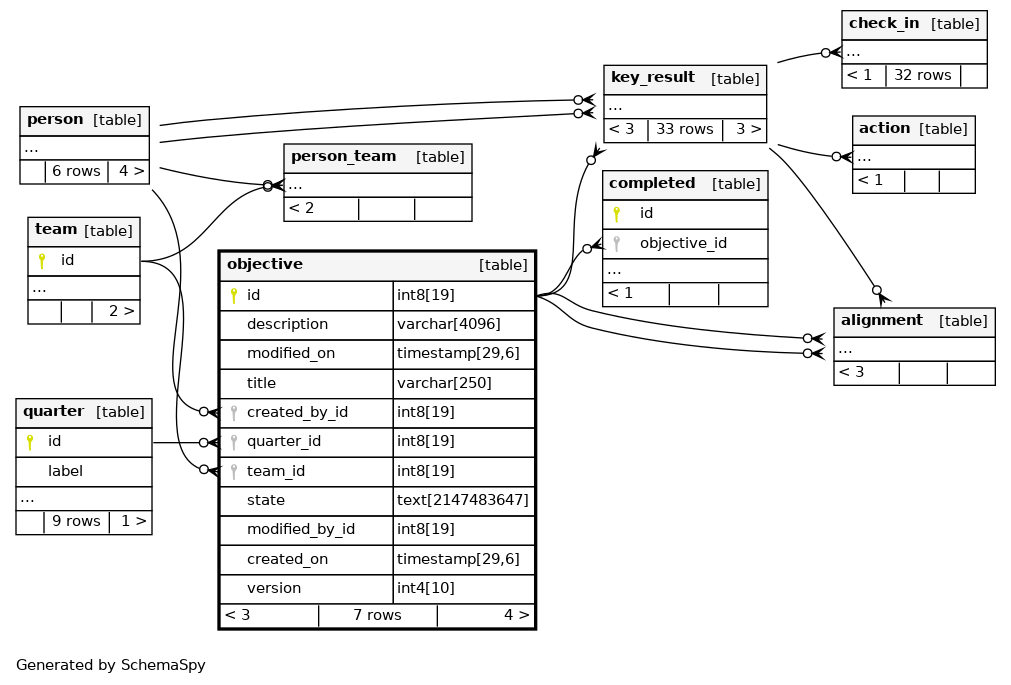 check_in [table]
...
< 1 32 rows
key_result [table]
...
< 3 33 rows 3 >
person [table]
...
6 rows 4 >
action [table]
...
< 1
person_team [table]
...
< 2
completed [table]
id
objective_id
...
< 1
team [table]
id
...
2 >
objective [table]
id int8[19]
description varchar[4096]
modified_on timestamp[29,6]
title varchar[250]
created_by_id int8[19]
quarter_id int8[19]
team_id int8[19]
state text[2147483647]
modified_by_id int8[19]
created_on timestamp[29,6]
version int4[10]
< 3 7 rows 4 >
alignment [table]
...
< 3
quarter [table]
id
label
...
9 rows 1 >
Generated by SchemaSpy